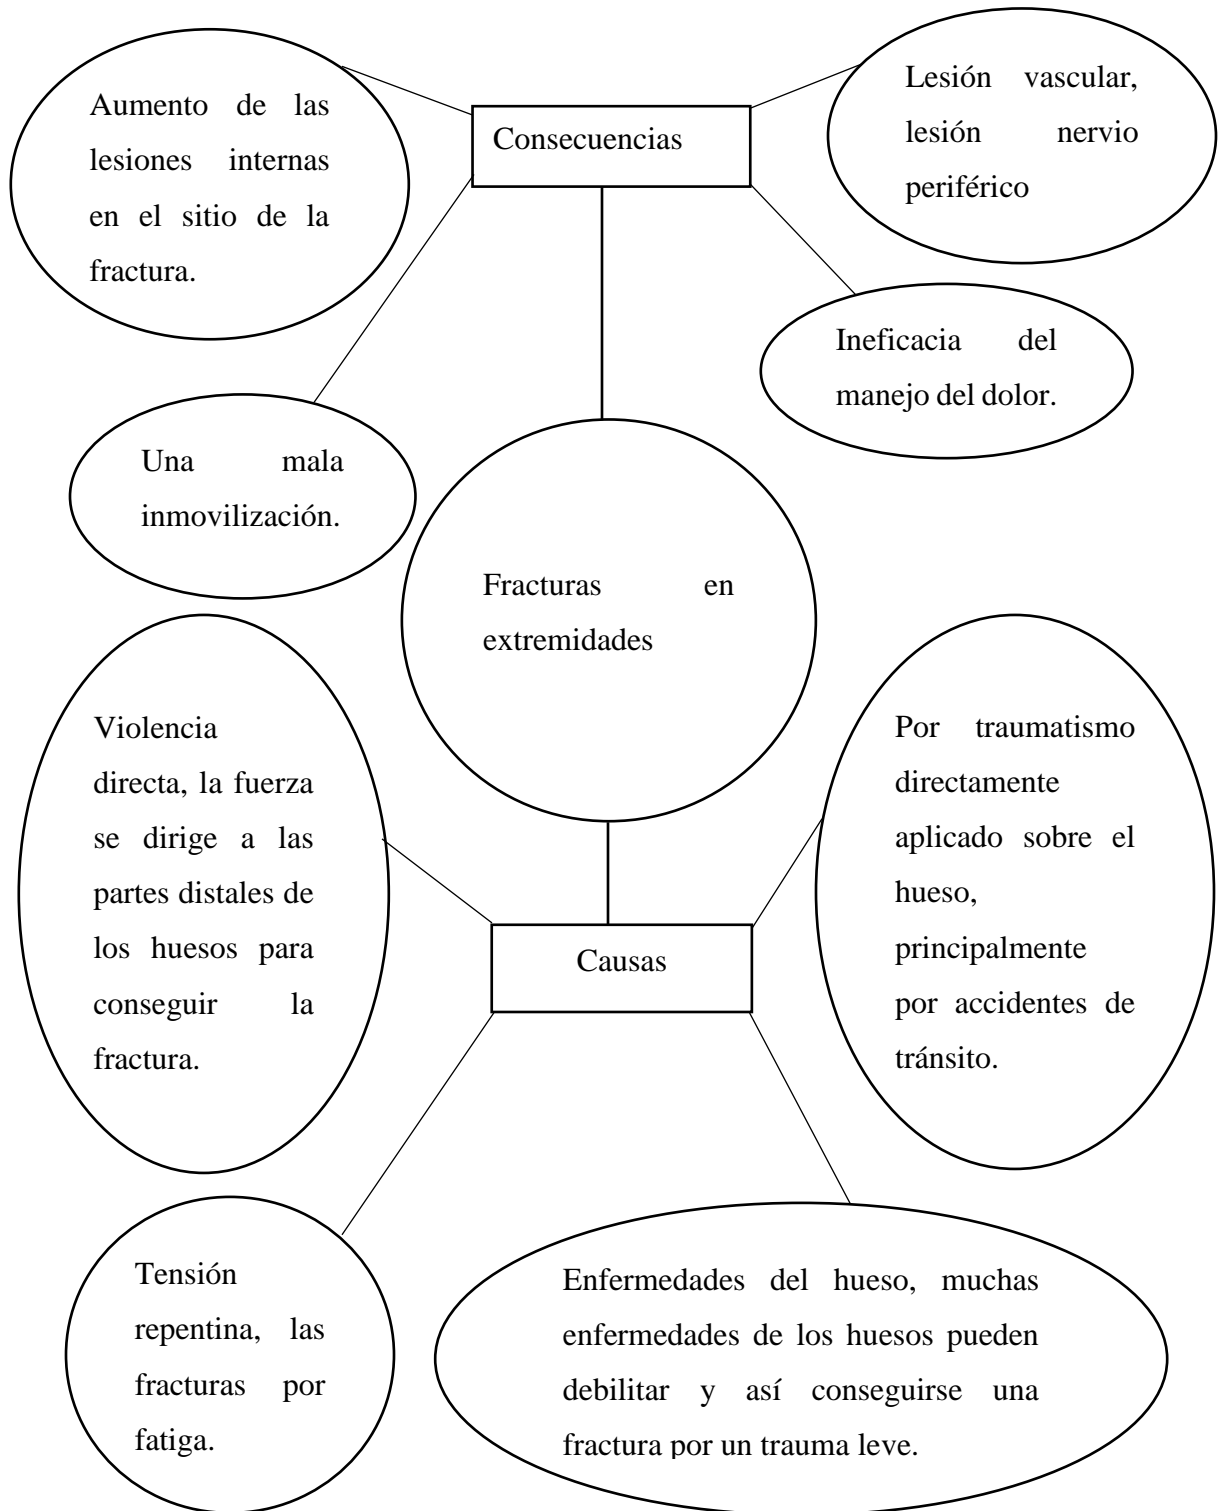 Aumento de las
lesiones internas
en el sitio de la
fractura.
Consecuencias
Lesión vascular,
lesión nervio
periférico
Ineficacia del
manejo del dolor.
Una mala
inmovilización.
Fracturas en
extremidades
Violencia
directa, la fuerza
se dirige a las
partes distales de
los huesos para
conseguir la
fractura.
Por traumatismo
directamente
aplicado sobre el
hueso,
principalmente
por accidentes de
tránsito.
Causas
Tensión
repentina, las
fracturas por
fatiga.
Enfermedades del hueso, muchas
enfermedades de los huesos pueden
debilitar y así conseguirse una
fractura por un trauma leve.